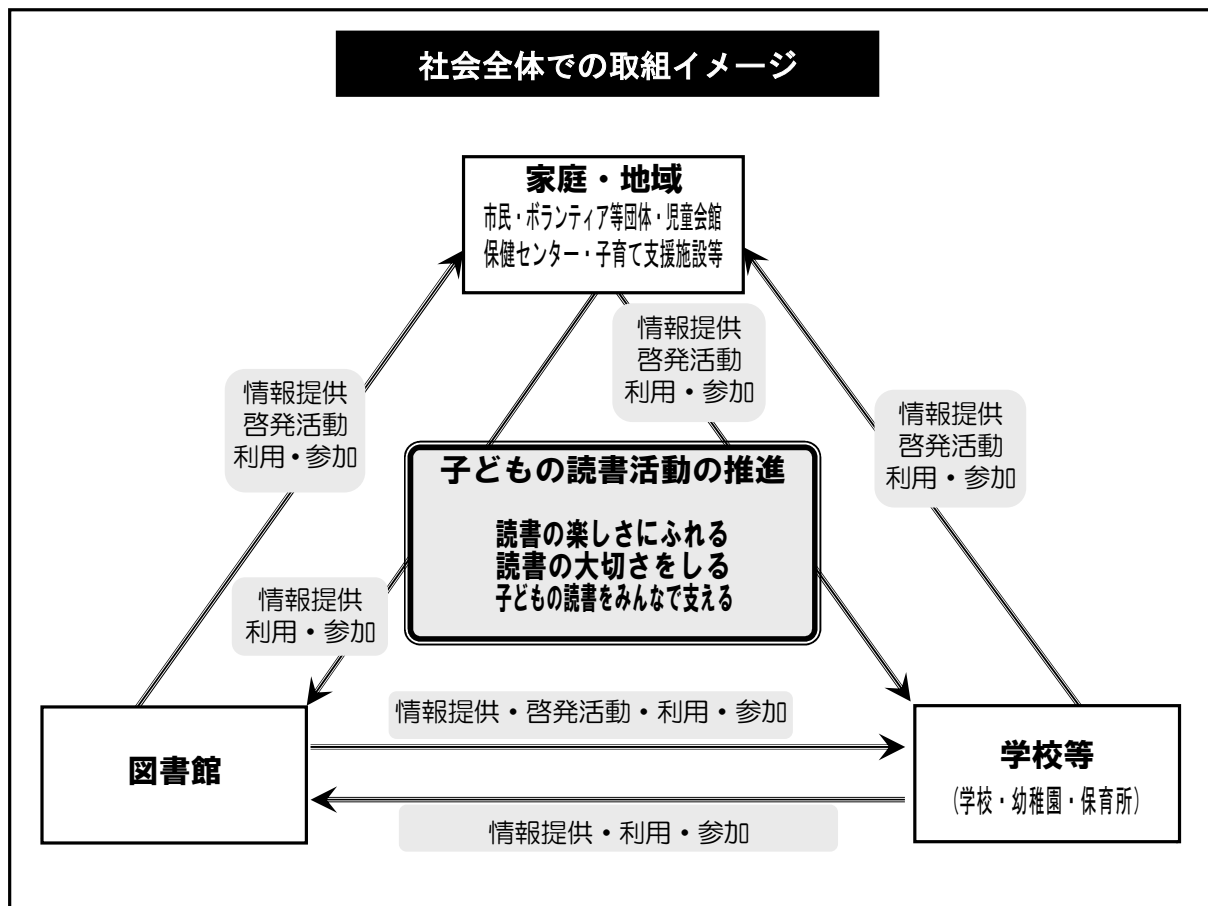 社会全体での取組イメージ
家庭・地域
市民・ボランティア等団体・児童会館
保健センター・子育て支援施設等
情報提供
啓発活動
利用・参加
情報提供
啓発活動
利用・参加
情報提供
啓発活動
利用・参加
子どもの読書活動の推進
読書の楽しさにふれる
読書の大切さをしる
子どもの読書をみんなで支える
情報提供
利用・参加
情報提供・啓発活動・利用・参加
図書館
学校等
(学校・幼稚園・保育所)
情報提供・利用・参加